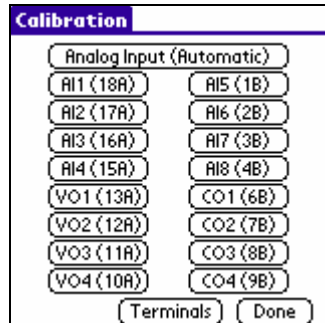 Calibration
Analog Input (Automatic)
AI1 (18A) AI5 (1B)
AI2 (17A) AI6 (2B)
AI3 (16A) AI7 (3B)
AI4 (15A) AI8 (4B)
VO1 (13A) CO1 (6B)
VO2 (12A) CO2 (7B)
VO3 (11A) CO3 (8B)
VO4 (10A) CO4 (9B)
Terminals Done